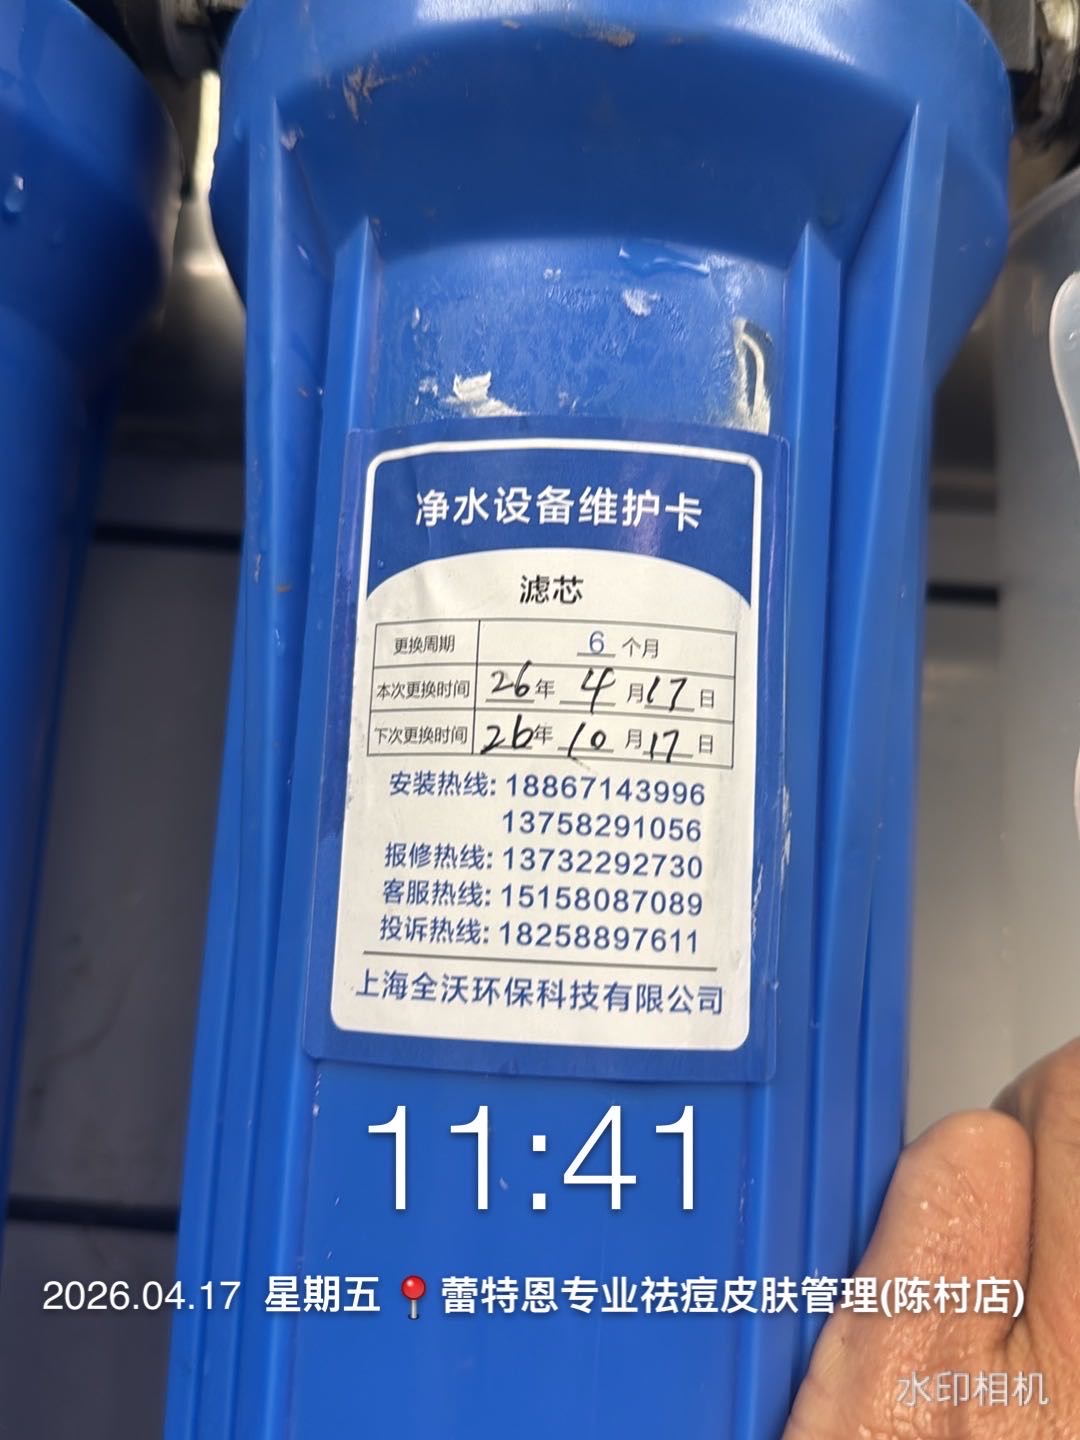 净水设备维护卡
滤芯
更换周期 6 个月
本次更换时间 26年 4 月17日
下次更换时间 26年 10 月17日
安装热线: 18867143996
13758291056
报修热线: 13732292730
客服热线: 15158087089
投诉热线: 18258897611
上海全沃环保科技有限公司
11:41
2026.04.17 星期五 📍蕾特恩专业祛痘皮肤管理(陈村店)
水印相机